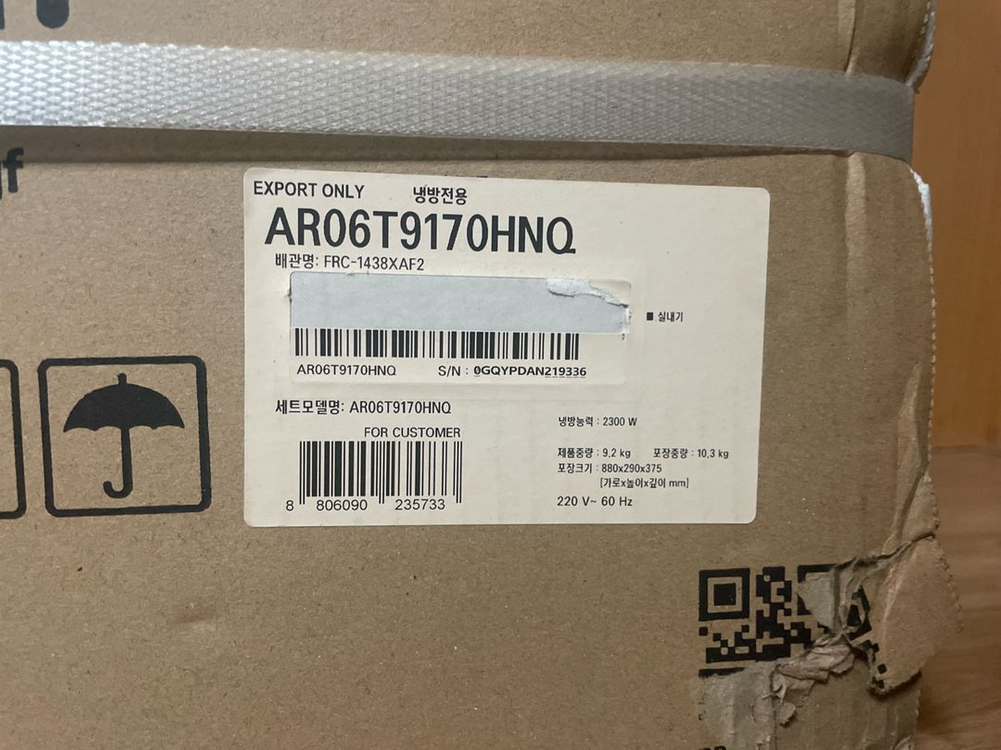 EXPORT ONLY 냉방전용
AR06T9170HNQ
배관명: FRC-1438XAF2
■ 실내기
AR06T9170HNQ S/N : 0GQYPDAN219336
세트모델명: AR06T9170HNQ
냉방능력 : 2300 W
FOR CUSTOMER
제품중량 : 9,2 kg 포장중량 : 10,3 kg
포장크기 : 880x290x375
[가로x높이x깊이 mm]
220 V~ 60 Hz
8 806090 235733